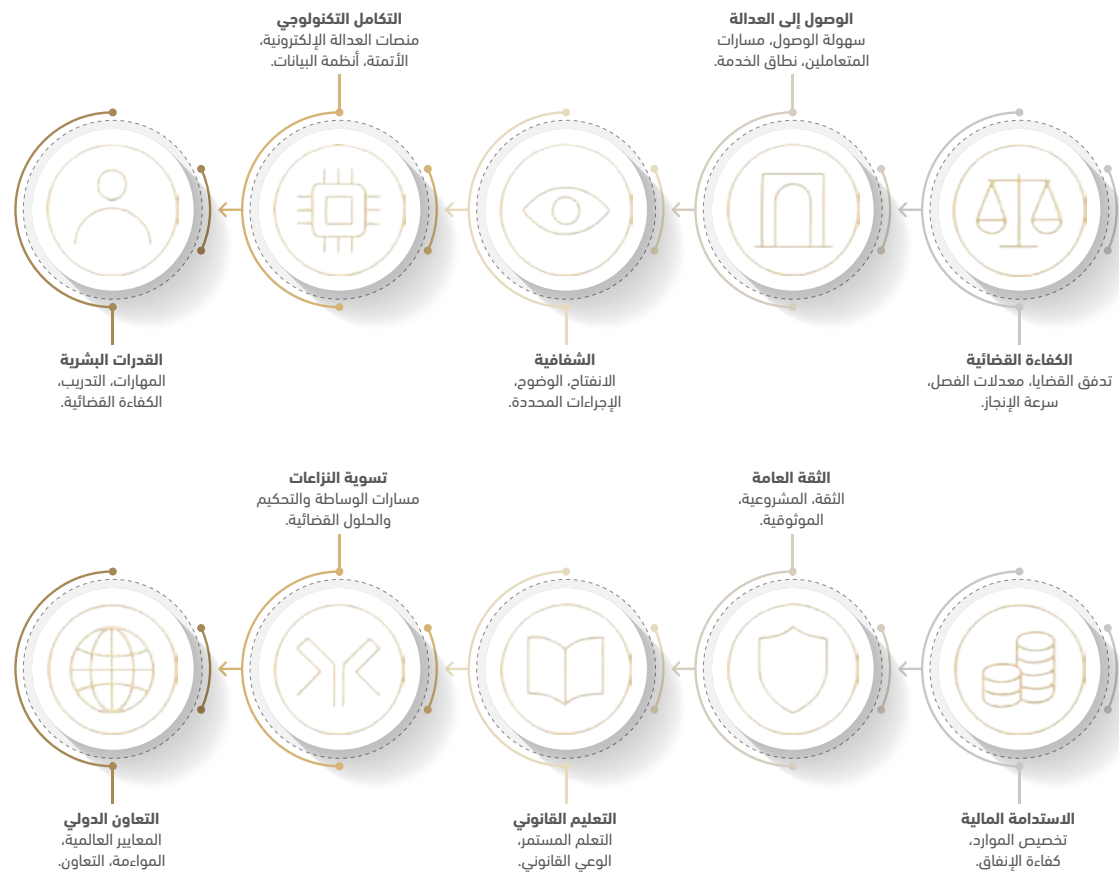 الكفاءة القضائية
تدفق القضايا، معدلات الفصل،
سرعة الإنجاز.
الوصول إلى العدالة
سهولة الوصول، مسارات
المتعاملين، نطاق الخدمة.
الشفافية
الانفتاح، الوضوح،
الإجراءات المحددة.
التكامل التكنولوجي
منصات العدالة الإلكترونية،
الأتمتة، أنظمة البيانات.
القدرات البشرية
المهارات، التدريب،
الكفاءة القضائية.
الاستدامة المالية
تخصيص الموارد،
كفاءة الإنفاق.
الثقة العامة
الثقة، المشروعية،
الموثوقية.
التعليم القانوني
التعلم المستمر،
الوعي القانوني.
تسوية النزاعات
مسارات الوساطة والتحكيم
والحلول القضائية.
التعاون الدولي
المعايير العالمية،
المواءمة، التعاون.